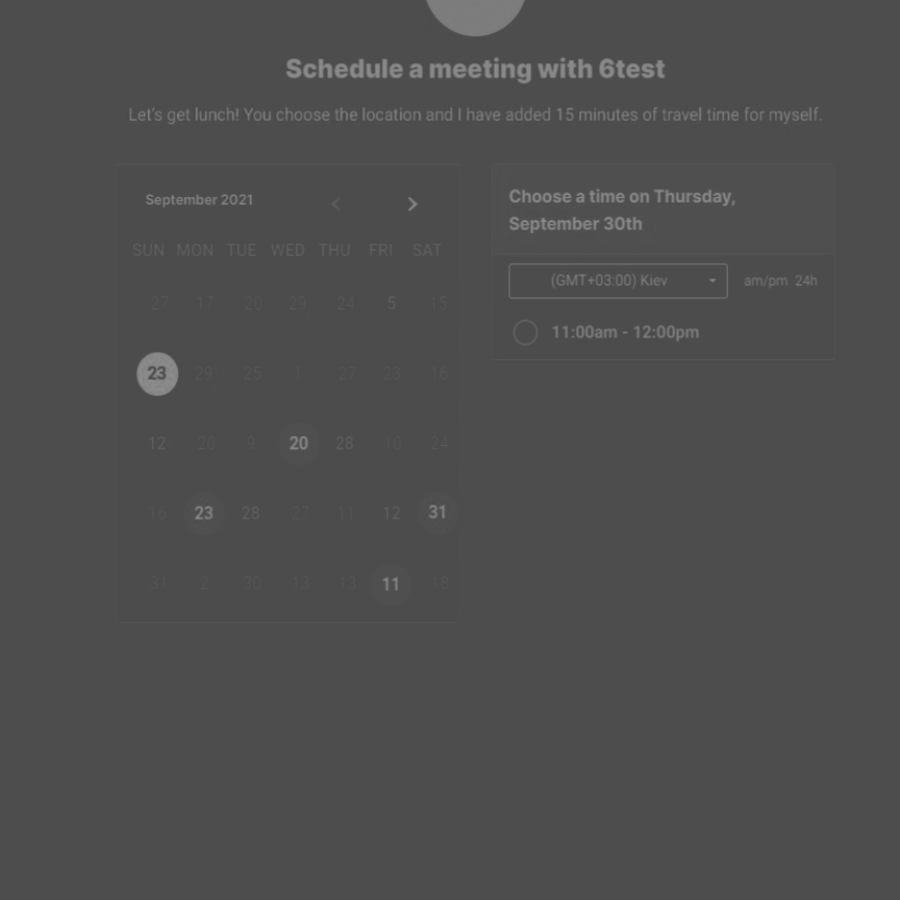 Schedule a meeting with 6test
Let's get lunch! You choose the location and I have added 15 minutes of travel time for myself.
September 2021
SUN MON TUE WED THU FRI SAT
27 17 20 29 24 5 15
23 29 25 1 27 23 16
12 20 9 20 28 10 24
16 23 28 27 11 12 31
31 2 30 13 13 11 18
Choose a time on Thursday,
September 30th
(GMT+03:00) Kiev
am/pm 24h
11:00am - 12:00pm